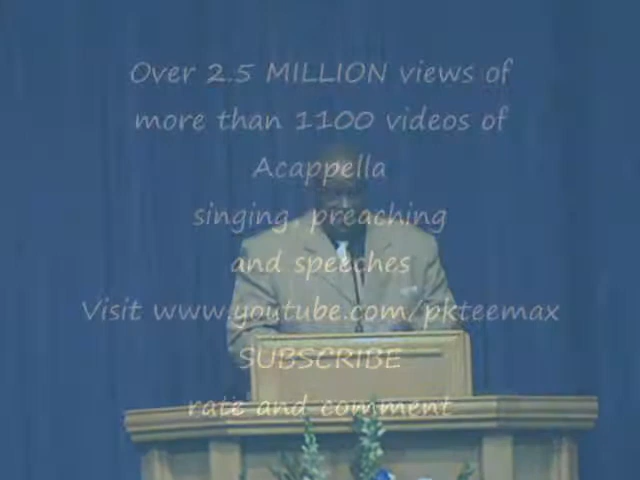 Over 2.5 MILLION views of
more than 1100 videos of
Acappella
singing, preaching
and speeches
Visit www.youtube.com/pkteemax
SUBSCRIBE
rate and comment